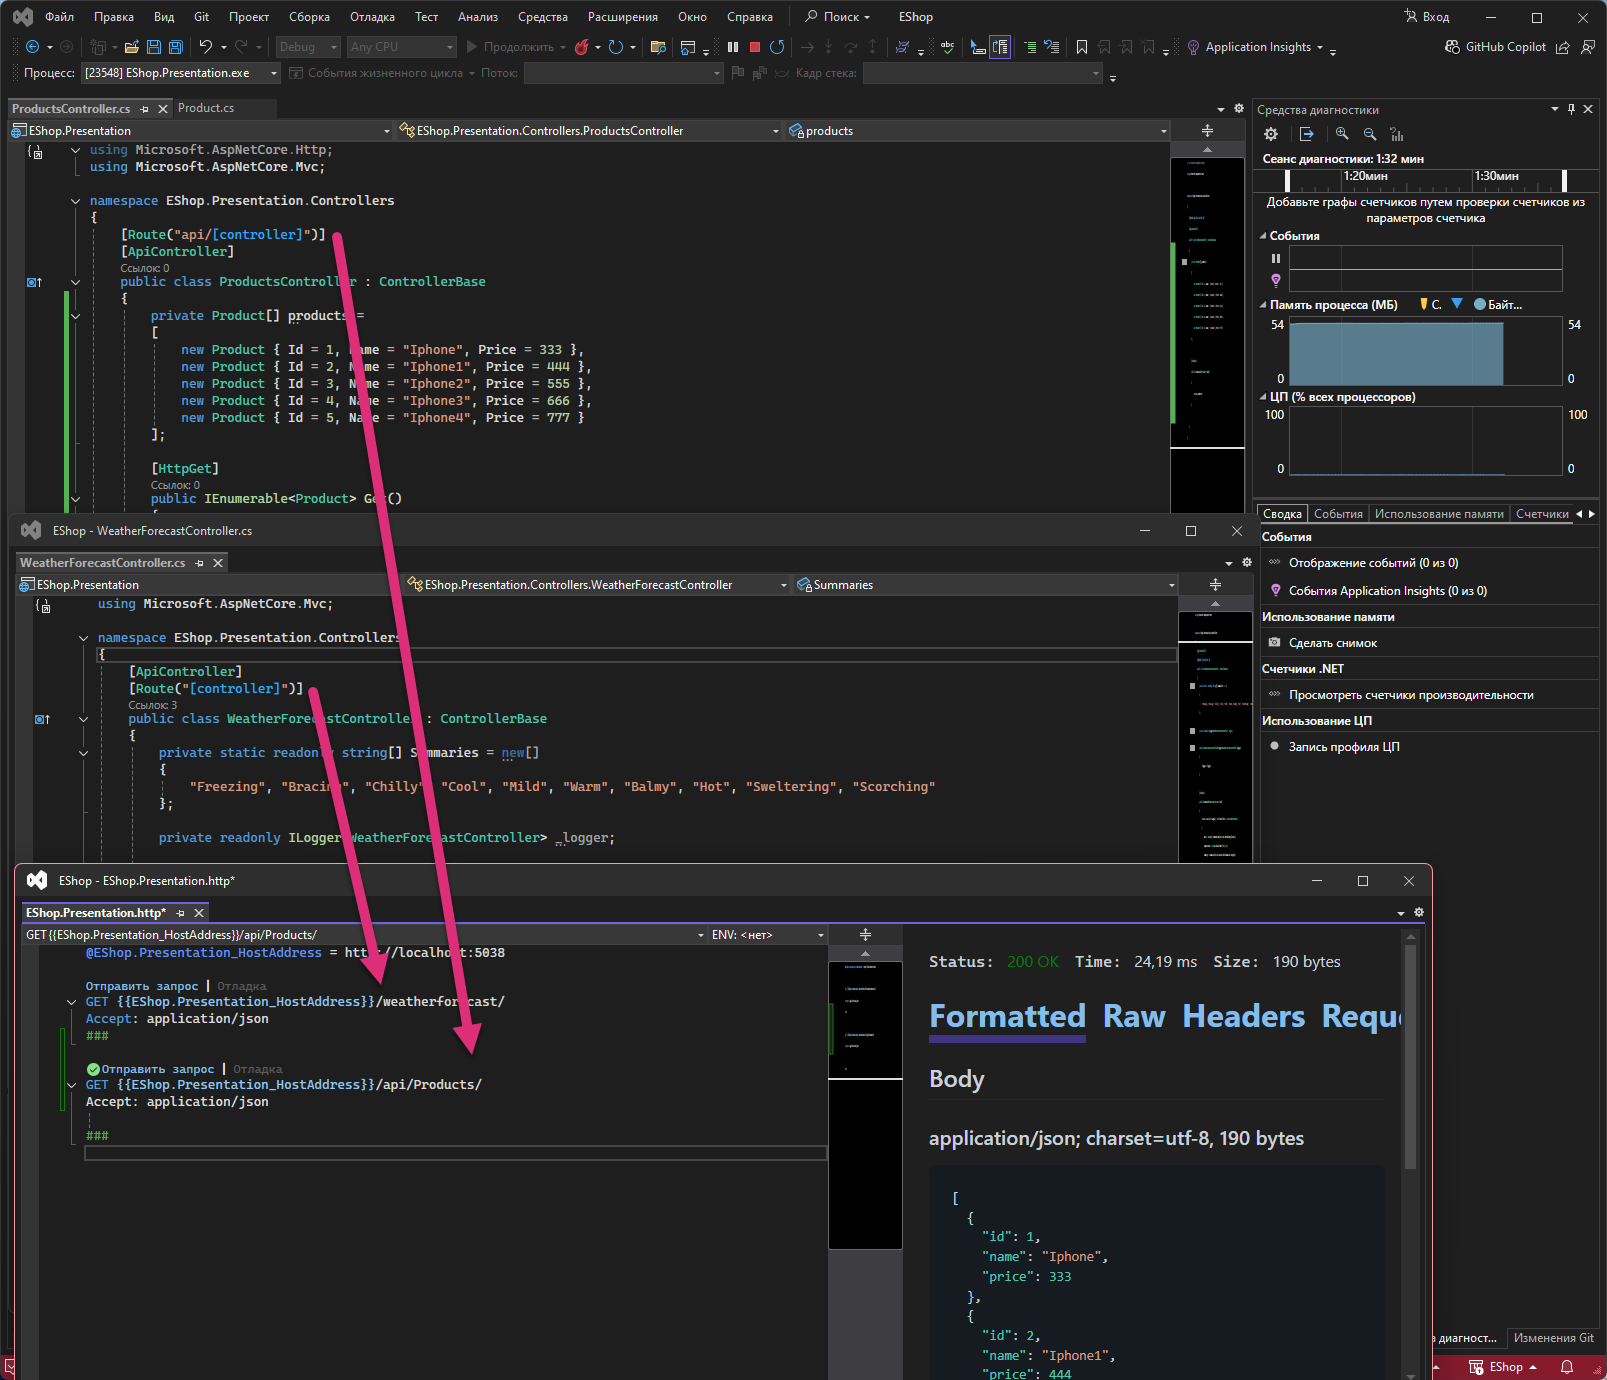 Файл Правка Вид Git Проект Сборка Отладка Тест Анализ Средства Расширения Окно Справка Поиск EShop Вход
Debug Any CPU Продолжить Application Insights GitHub Copilot
Процесс: [23548] EShop.Presentation.exe События жизненного цикла Поток: Кадр стека:
ProductsController.cs Product.cs
EShop.Presentation EShop.Presentation.Controllers.ProductsController products
using Microsoft.AspNetCore.Http;
using Microsoft.AspNetCore.Mvc;
namespace EShop.Presentation.Controllers
{
[Route("api/[controller]")]
[ApiController]
Ссылок: 0
public class ProductsController : ControllerBase
{
private Product[] products =
[
new Product { Id = 1, Name = "Iphone", Price = 333 },
new Product { Id = 2, Name = "Iphone1", Price = 444 },
new Product { Id = 3, Name = "Iphone2", Price = 555 },
new Product { Id = 4, Name = "Iphone3", Price = 666 },
new Product { Id = 5, Name = "Iphone4", Price = 777 }
];
[HttpGet]
Ссылок: 0
public IEnumerable<Product> Get()
Средства диагностики
Сеанс диагностики: 1:32 мин
1:20мин 1:30мин
Добавьте графы счетчиков путем проверки счетчиков из
параметров счетчика
События
Память процесса (МБ) С. Байт...
54 54
0 0
ЦП (% всех процессоров)
100 100
0 0
Сводка События Использование памяти Счетчики
События
Отображение событий (0 из 0)
События Application Insights (0 из 0)
Использование памяти
Сделать снимок
Счетчики .NET
Просмотреть счетчики производительности
Использование ЦП
Запись профиля ЦП
EShop - WeatherForecastController.cs
WeatherForecastController.cs
EShop.Presentation EShop.Presentation.Controllers.WeatherForecastController Summaries
using Microsoft.AspNetCore.Mvc;
namespace EShop.Presentation.Controllers
{
[ApiController]
[Route("[controller]")]
Ссылок: 3
public class WeatherForecastController : ControllerBase
{
private static readonly string[] Summaries = new[]
{
"Freezing", "Bracing", "Chilly", "Cool", "Mild", "Warm", "Balmy", "Hot", "Sweltering", "Scorching"
};
private readonly ILogger<WeatherForecastController> _logger;
EShop - EShop.Presentation.http*
EShop.Presentation.http*
GET {{EShop.Presentation_HostAddress}}/api/Products/ ENV: <нет>
@EShop.Presentation_HostAddress = http://localhost:5038
Отправить запрос | Отладка
GET {{EShop.Presentation_HostAddress}}/weatherforecast/
Accept: application/json
###
Отправить запрос | Отладка
GET {{EShop.Presentation_HostAddress}}/api/Products/
Accept: application/json
###
Status: 200 OK Time: 24,19 ms Size: 190 bytes
Formatted Raw Headers Reque
Body
application/json; charset=utf-8, 190 bytes
[
{
"id": 1,
"name": "Iphone",
"price": 333
},
{
"id": 2,
"name": "Iphone1",
"price": 444
а диагност... Изменения Git
EShop